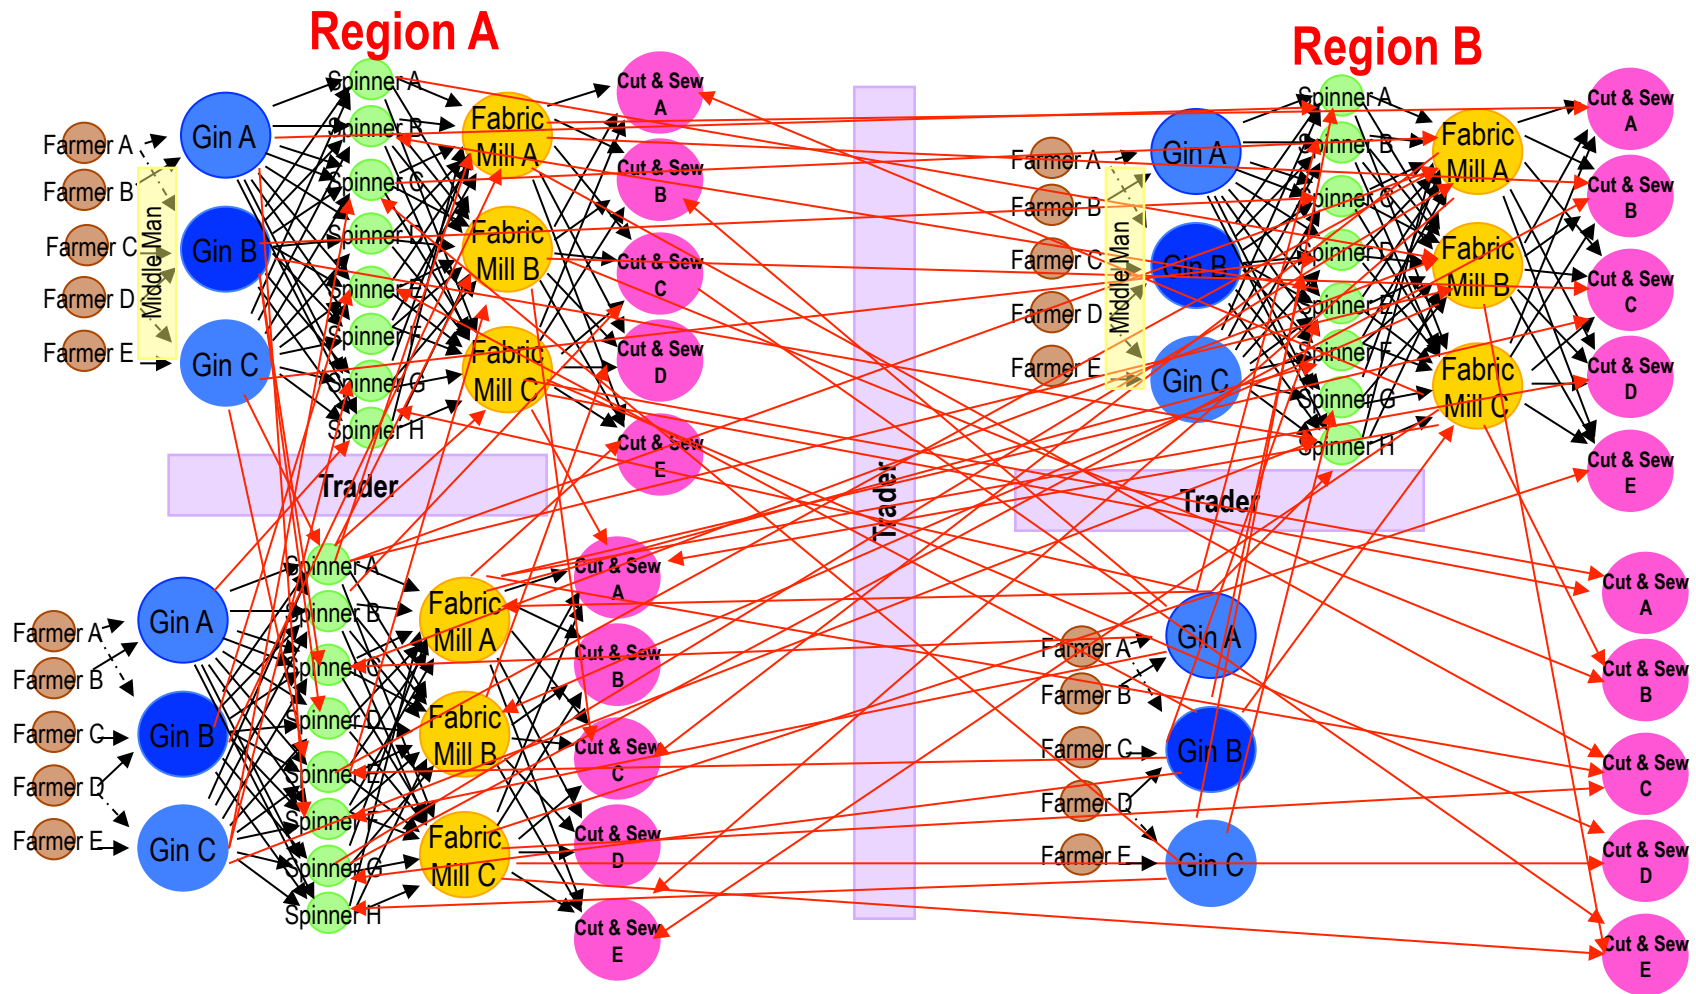 Region A
Region B
Farmer A
Farmer B
Farmer C
Farmer D
Farmer E
Middle Man
Gin A
Gin B
Gin C
Spinner A
Spinner B
Spinner C
Spinner D
Spinner E
Spinner F
Spinner G
Spinner H
Fabric
Mill A
Fabric
Mill B
Fabric
Mill C
Cut & Sew
A
Cut & Sew
B
Cut & Sew
C
Cut & Sew
D
Cut & Sew
E
Trader
Farmer A
Farmer B
Farmer C
Farmer D
Farmer E
Gin A
Gin B
Gin C
Spinner A
Spinner B
Spinner C
Spinner D
Spinner E
Spinner F
Spinner G
Spinner H
Fabric
Mill A
Fabric
Mill B
Fabric
Mill C
Cut & Sew
A
Cut & Sew
B
Cut & Sew
C
Cut & Sew
D
Cut & Sew
E
Trader
Farmer A
Farmer B
Farmer C
Farmer D
Farmer E
Middle Man
Gin A
Gin B
Gin C
Spinner A
Spinner B
Spinner C
Spinner D
Spinner E
Spinner F
Spinner G
Spinner H
Fabric
Mill A
Fabric
Mill B
Fabric
Mill C
Cut & Sew
A
Cut & Sew
B
Cut & Sew
C
Cut & Sew
D
Cut & Sew
E
Trader
Farmer A
Farmer B
Farmer C
Farmer D
Farmer E
Gin A
Gin B
Gin C
Cut & Sew
A
Cut & Sew
B
Cut & Sew
C
Cut & Sew
D
Cut & Sew
E